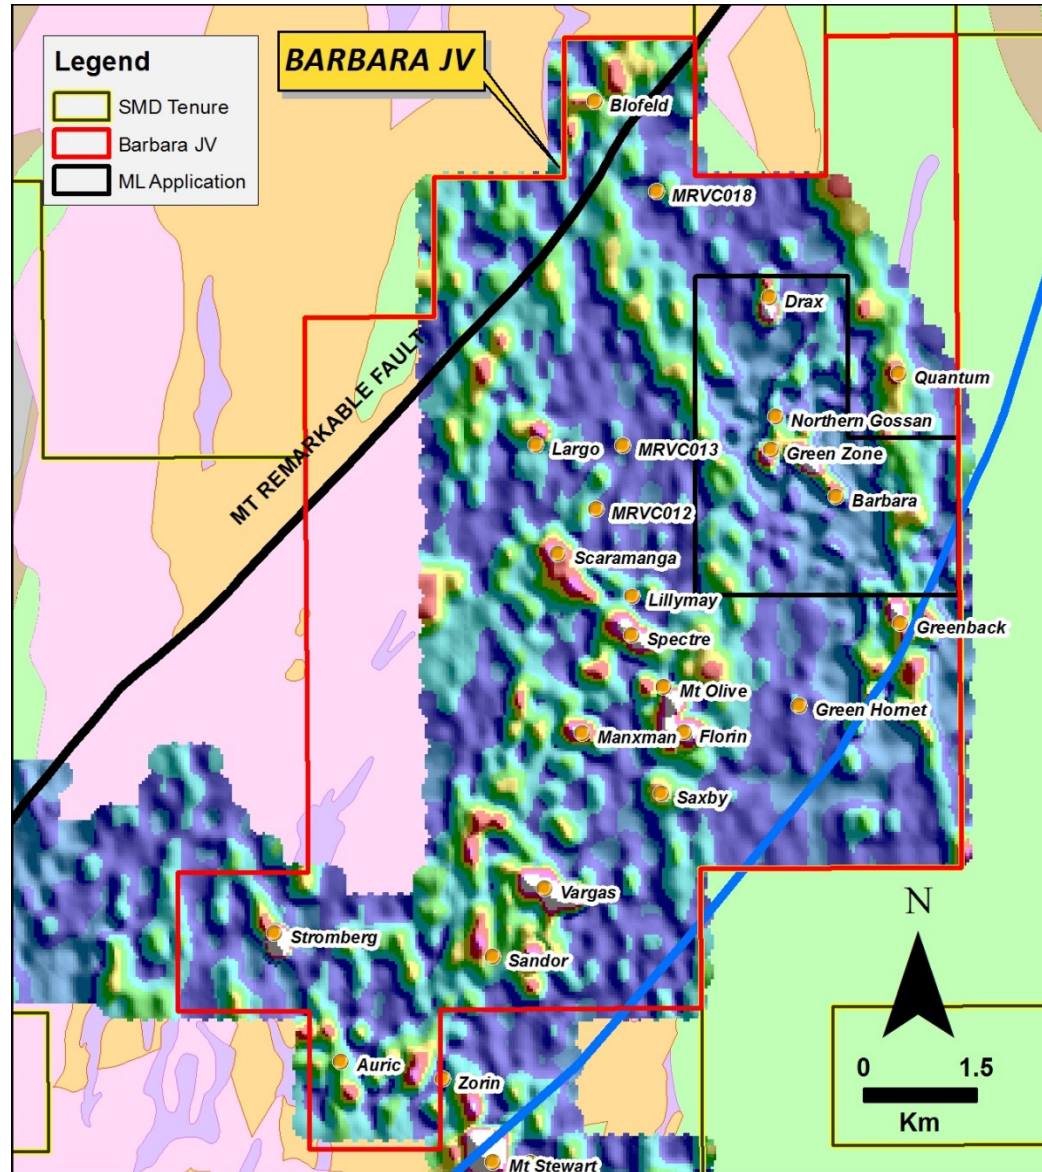 Legend
SMD Tenure
Barbara JV
ML Application
BARBARA JV
Blofeld
MRVC018
Drax
Quantum
MT REMARKABLE FAULT
Northern Gossan
Largo
MRVC013
Green Zone
Barbara
MRVC012
Scaramanga
Lillymay
Greenback
Spectre
Mt Olive
Green Hornet
Manxman
Florin
Saxby
Vargas
Stromberg
Sandor
N
Auric
Zorin
0 1.5
Km
Mt Stewart